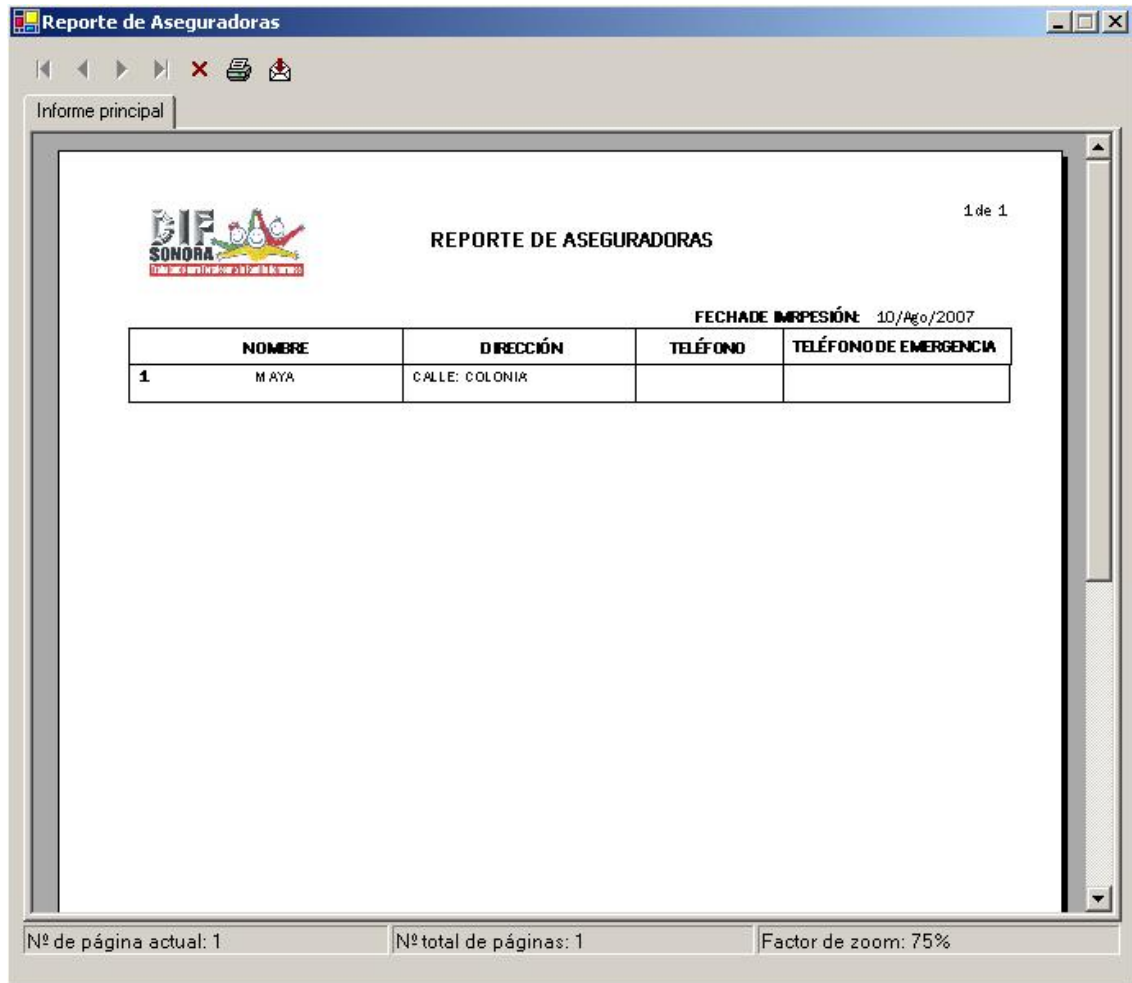 Reporte de Aseguradoras
Informe principal
1 de 1
DIF
SONORA
REPORTE DE ASEGURADORAS
FECHA DE IMRPESIÓN: 10/Ago/2007
NOMBRE DIRECCIÓN TELÉFONO TELÉFONO DE EMERGENCIA
1 MAYA CALLE: COLONIA
Nº de página actual: 1 Nº total de páginas: 1 Factor de zoom: 75%